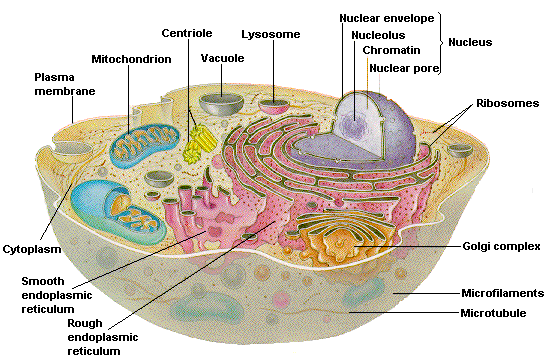 Nuclear envelope
Nucleolus
Chromatin
Nuclear pore
Nucleus
Centriole
Lysosome
Mitochondrion
Vacuole
Plasma
membrane
Ribosomes
Cytoplasm
Golgi complex
Smooth
endoplasmic
reticulum
Microfilaments
Microtubule
Rough
endoplasmic
reticulum